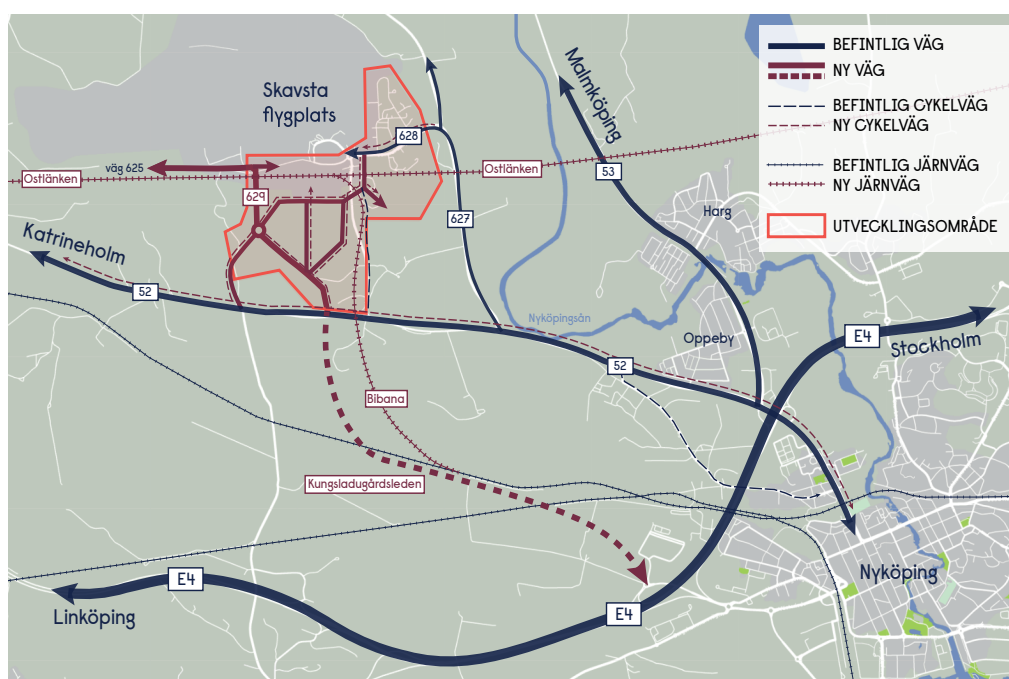 BEFINTLIG VÄG
NY VÄG
BEFINTLIG CYKELVÄG
NY CYKELVÄG
BEFINTLIG JÄRNVÄG
NY JÄRNVÄG
UTVECKLINGSOMRÅDE
Skavsta
flygplats
Malmköping
628
väg 625
Ostlänken
Ostlänken
53
629
627
Harg
Katrineholm
52
Nyköpingsån
Oppeby
E4
Stockholm
52
Bibana
Kungsladugårdsleden
E4
Nyköping
Linköping
E4